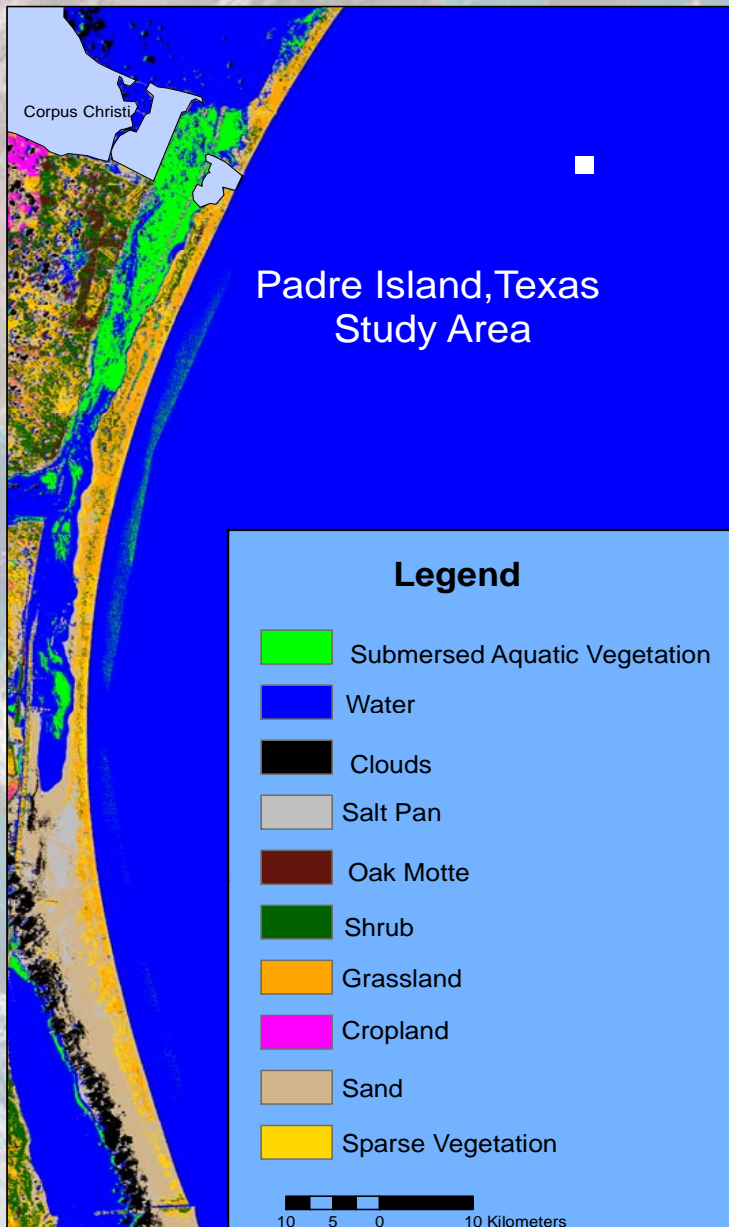 Corpus Christi
Padre Island,Texas
Study Area
Legend
Submersed Aquatic Vegetation
Water
Clouds
Salt Pan
Oak Motte
Shrub
Grassland
Cropland
Sand
Sparse Vegetation
10 5 0 10 Kilometers